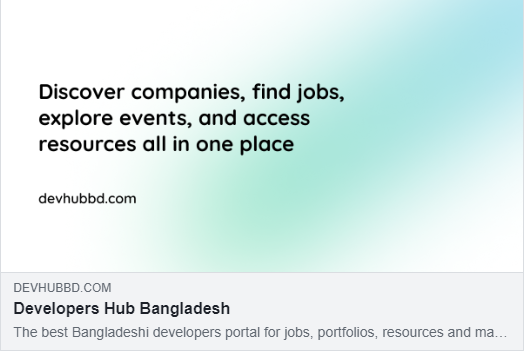 Discover companies, find jobs,
explore events, and access
resources all in one place
devhubbd.com
DEVHUBBD.COM
Developers Hub Bangladesh
The best Bangladeshi developers portal for jobs, portfolios, resources and ma...